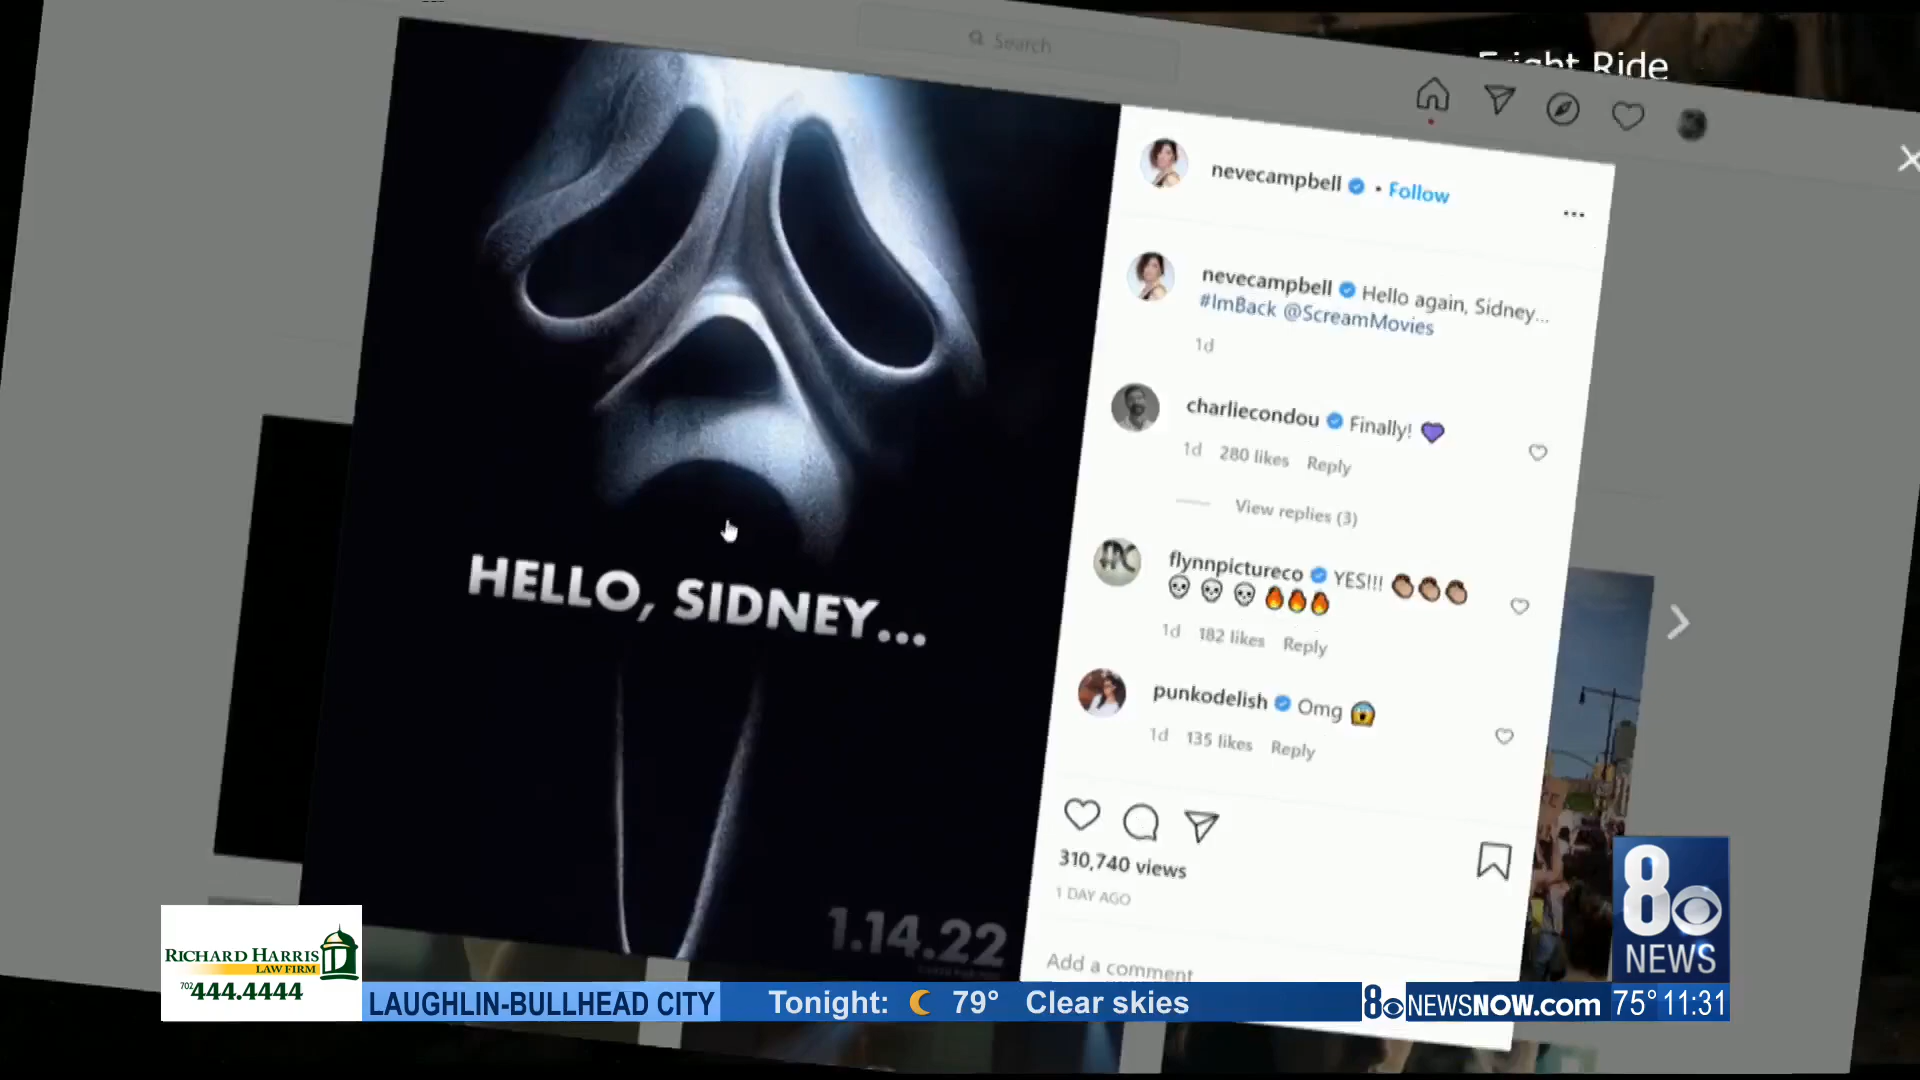 Search
Fright Ride
nevecampbell • Follow
nevecampbell Hello again, Sidney...
#ImBack @ScreamMovies
1d
charliecondou Finally!
1d 280 likes Reply
View replies (3)
flynnpictureco YES!!!
1d 182 likes Reply
punkodelish Omg
1d 135 likes Reply
310,740 views
1 DAY AGO
Add a comment
HELLO, SIDNEY...
1.14.22
RICHARD HARRIS
LAW FIRM
702 444.4444
LAUGHLIN-BULLHEAD CITY
Tonight: 79° Clear skies
8 NEWSNOW.com 75° 11:31
8
NEWS